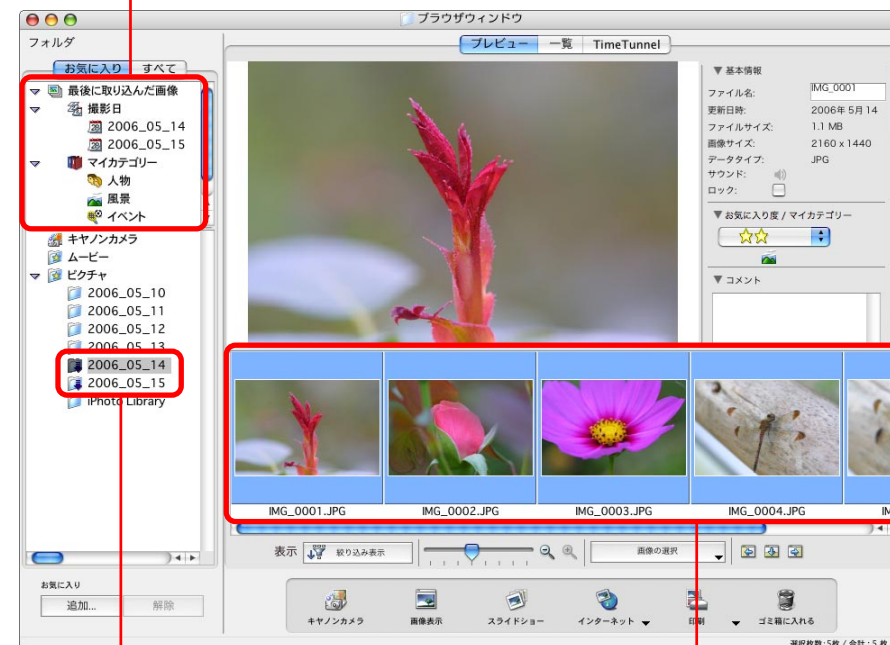 ブラウザウィンドウ
フォルダ
お気に入り すべて
最後に取り込んだ画像
撮影日
2006_05_14
2006_05_15
マイカテゴリー
人物
風景
イベント
キヤノンカメラ
ムービー
ピクチャ
2006_05_10
2006_05_11
2006_05_12
2006_05_13
2006_05_14
2006_05_15
iPhoto Library
お気に入り
追加... 解除
プレビュー 一覧 TimeTunnel
基本情報
ファイル名: IMG_0001
更新日時: 2006年 5月 14
ファイルサイズ: 1.1 MB
画像サイズ: 2160 x 1440
データタイプ: JPG
サウンド:
ロック:
お気に入り度 / マイカテゴリー
コメント
IMG_0001.JPG IMG_0002.JPG IMG_0003.JPG IMG_0004.JPG
表示 絞り込み表示 画像の選択
キヤノンカメラ 画像表示 スライドショー インターネット 印刷 ゴミ箱に入れる
選択枚数:5枚 / 合計:5 枚